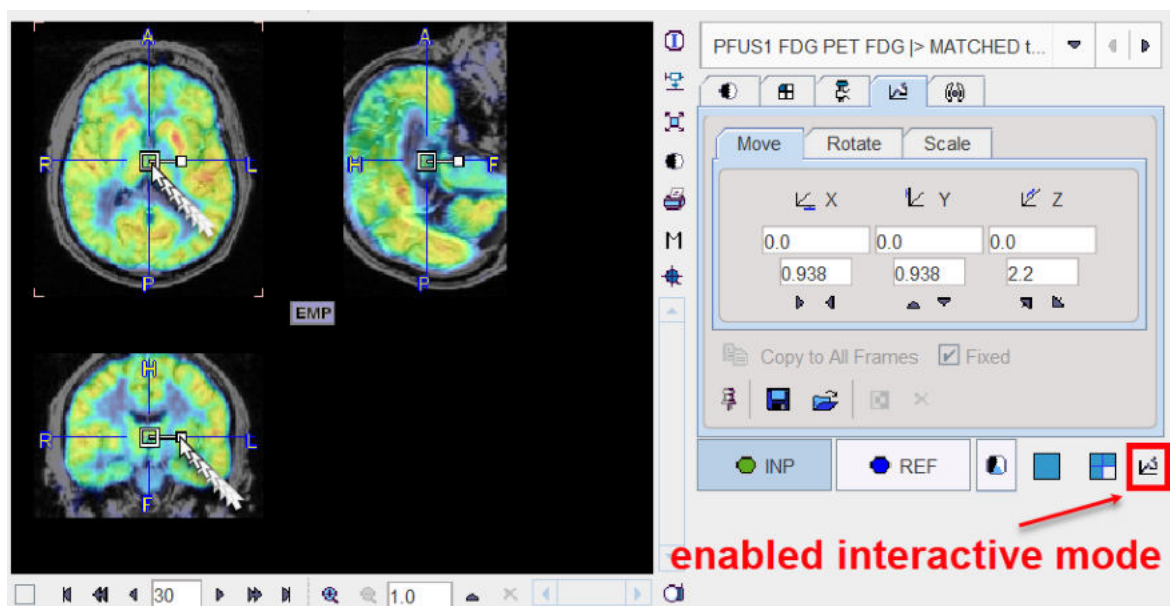 A
A
R
L
H
F
P
P
EMP
H
R
L
F
30
1.0
M
PFUS1 FDG PET FDG |> MATCHED t...
Move Rotate Scale
X Y Z
0.0 0.0 0.0
0.938 0.938 2.2
Copy to All Frames Fixed
INP REF
enabled interactive mode